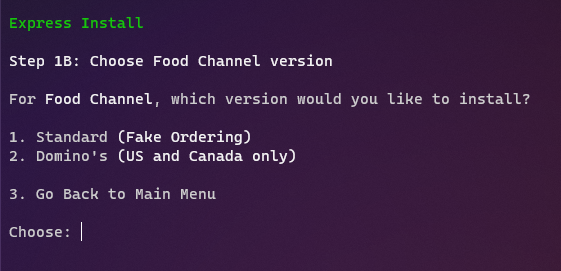 Express Install
Step 1B: Choose Food Channel version
For Food Channel, which version would you like to install?
1. Standard (Fake Ordering)
2. Domino's (US and Canada only)
3. Go Back to Main Menu
Choose: